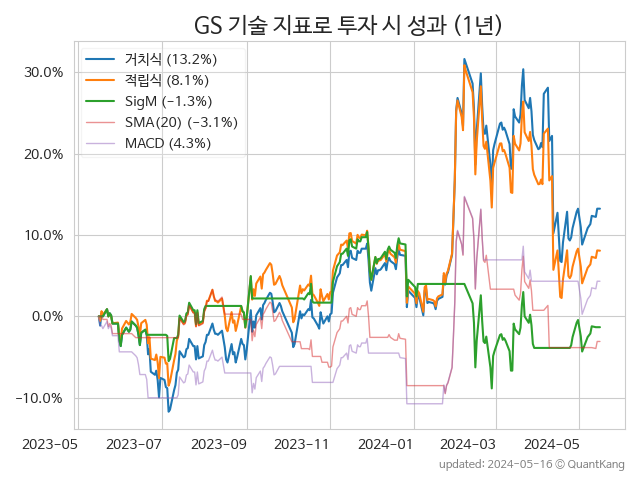 GS 기술 지표로 투자 시 성과 (1년)
거치식 (13.2%)
적립식 (8.1%)
SigM (−1.3%)
SMA(20) (−3.1%)
MACD (4.3%)
30.0%
20.0%
10.0%
0.0%
−10.0%
2023−05 2023−07 2023−09 2023−11 2024−01 2024−03 2024−05
updated: 2024−05−16 ⓒ QuantKang